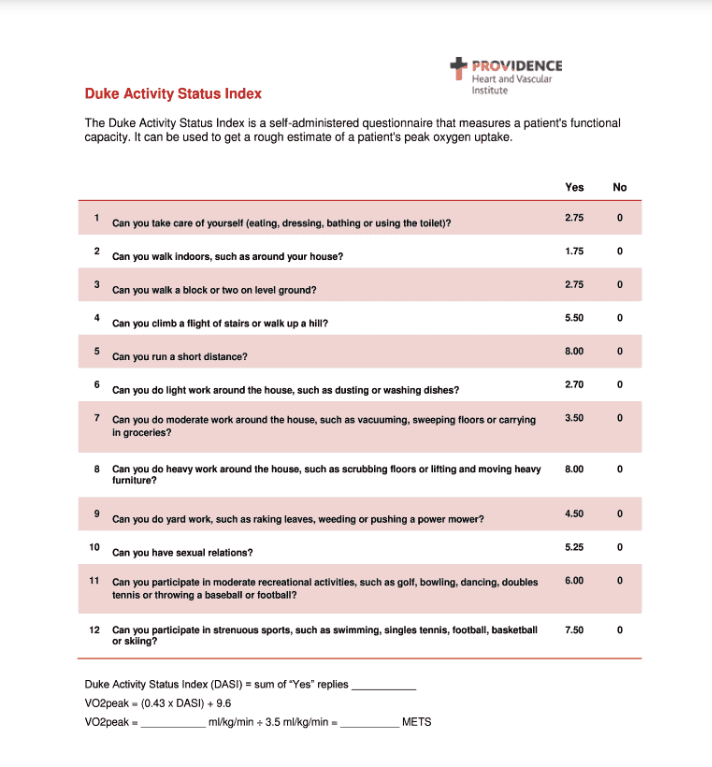 PROVIDENCE
Heart and Vascular
Institute
Duke Activity Status Index
The Duke Activity Status Index is a self-administered questionnaire that measures a patient's functional
capacity. It can be used to get a rough estimate of a patient's peak oxygen uptake.
Yes No
1 Can you take care of yourself (eating, dressing, bathing or using the toilet)? 2.75 0
2 Can you walk indoors, such as around your house? 1.75 0
3 Can you walk a block or two on level ground? 2.75 0
4 Can you climb a flight of stairs or walk up a hill? 5.50 0
5 Can you run a short distance? 8.00 0
6 Can you do light work around the house, such as dusting or washing dishes? 2.70 0
7 Can you do moderate work around the house, such as vacuuming, sweeping floors or carrying 3.50 0
in groceries?
8 Can you do heavy work around the house, such as scrubbing floors or lifting and moving heavy 8.00 0
furniture?
9 Can you do yard work, such as raking leaves, weeding or pushing a power mower? 4.50 0
10 Can you have sexual relations? 5.25 0
11 Can you participate in moderate recreational activities, such as golf, bowling, dancing, doubles 6.00 0
tennis or throwing a baseball or football?
12 Can you participate in strenuous sports, such as swimming, singles tennis, football, basketball 7.50 0
or skiing?
Duke Activity Status Index (DASI) = sum of "Yes" replies ___________
VO2peak = (0.43 x DASI) + 9.6
VO2peak = ___________ ml/kg/min ÷ 3.5 ml/kg/min = __________ METS